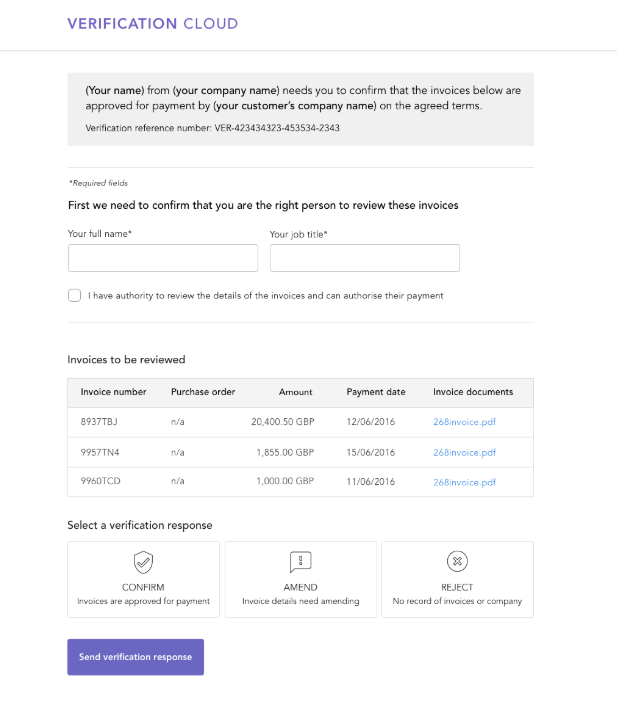 VERIFICATION CLOUD
(Your name) from (your company name) needs you to confirm that the invoices below are
approved for payment by (your customer's company name) on the agreed terms.
Verification reference number: VER-423434323-453534-2343
*Required fields
First we need to confirm that you are the right person to review these invoices
Your full name* Your job title*
I have authority to review the details of the invoices and can authorise their payment
Invoices to be reviewed
Invoice number Purchase order Amount Payment date Invoice documents
8937TBJ n/a 20,400.50 GBP 12/06/2016 268invoice.pdf
9957TN4 n/a 1,855.00 GBP 15/06/2016 268invoice.pdf
9960TCD n/a 1,000.00 GBP 11/06/2016 268invoice.pdf
Select a verification response
CONFIRM AMEND REJECT
Invoices are approved for payment Invoice details need amending No record of invoices or company
Send verification response